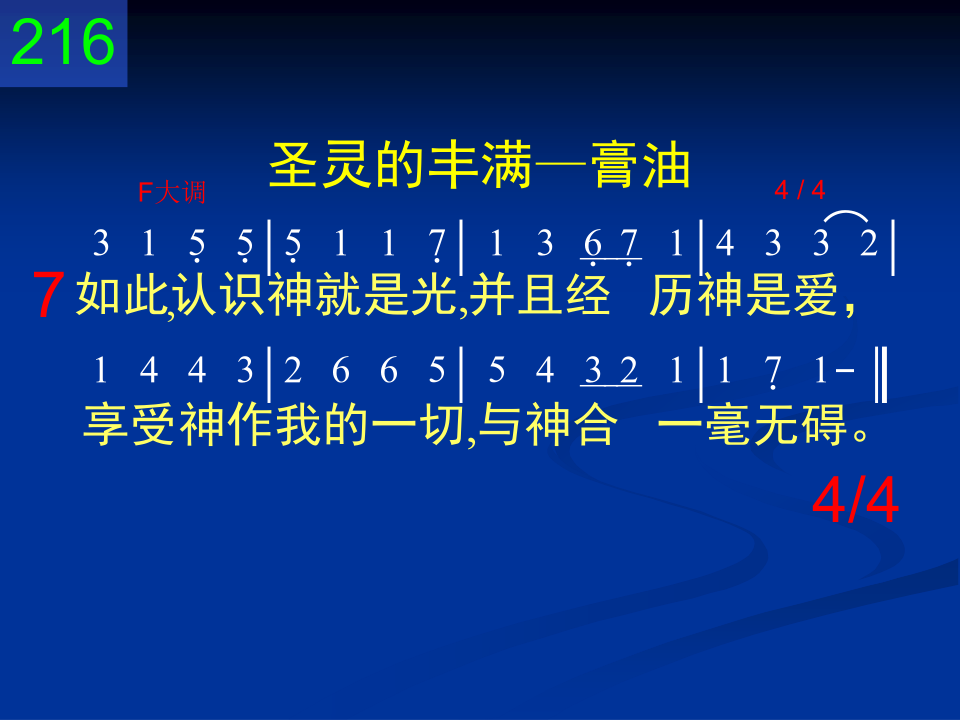 216
圣灵的丰满—膏油
F大调 4 / 4
3 1 5̣ 5̣ | 5̣ 1 1 7̣ | 1 3 6̣ 7̣ 1 | 4 3 3 2 |
7 如此,认识神就是光,并且经 历神是爱，
1 4 4 3 | 2 6 6 5 | 5 4 3 2 1 | 1 7̣ 1 - ‖
享受神作我的一切,与神合 一毫无碍。
4/4